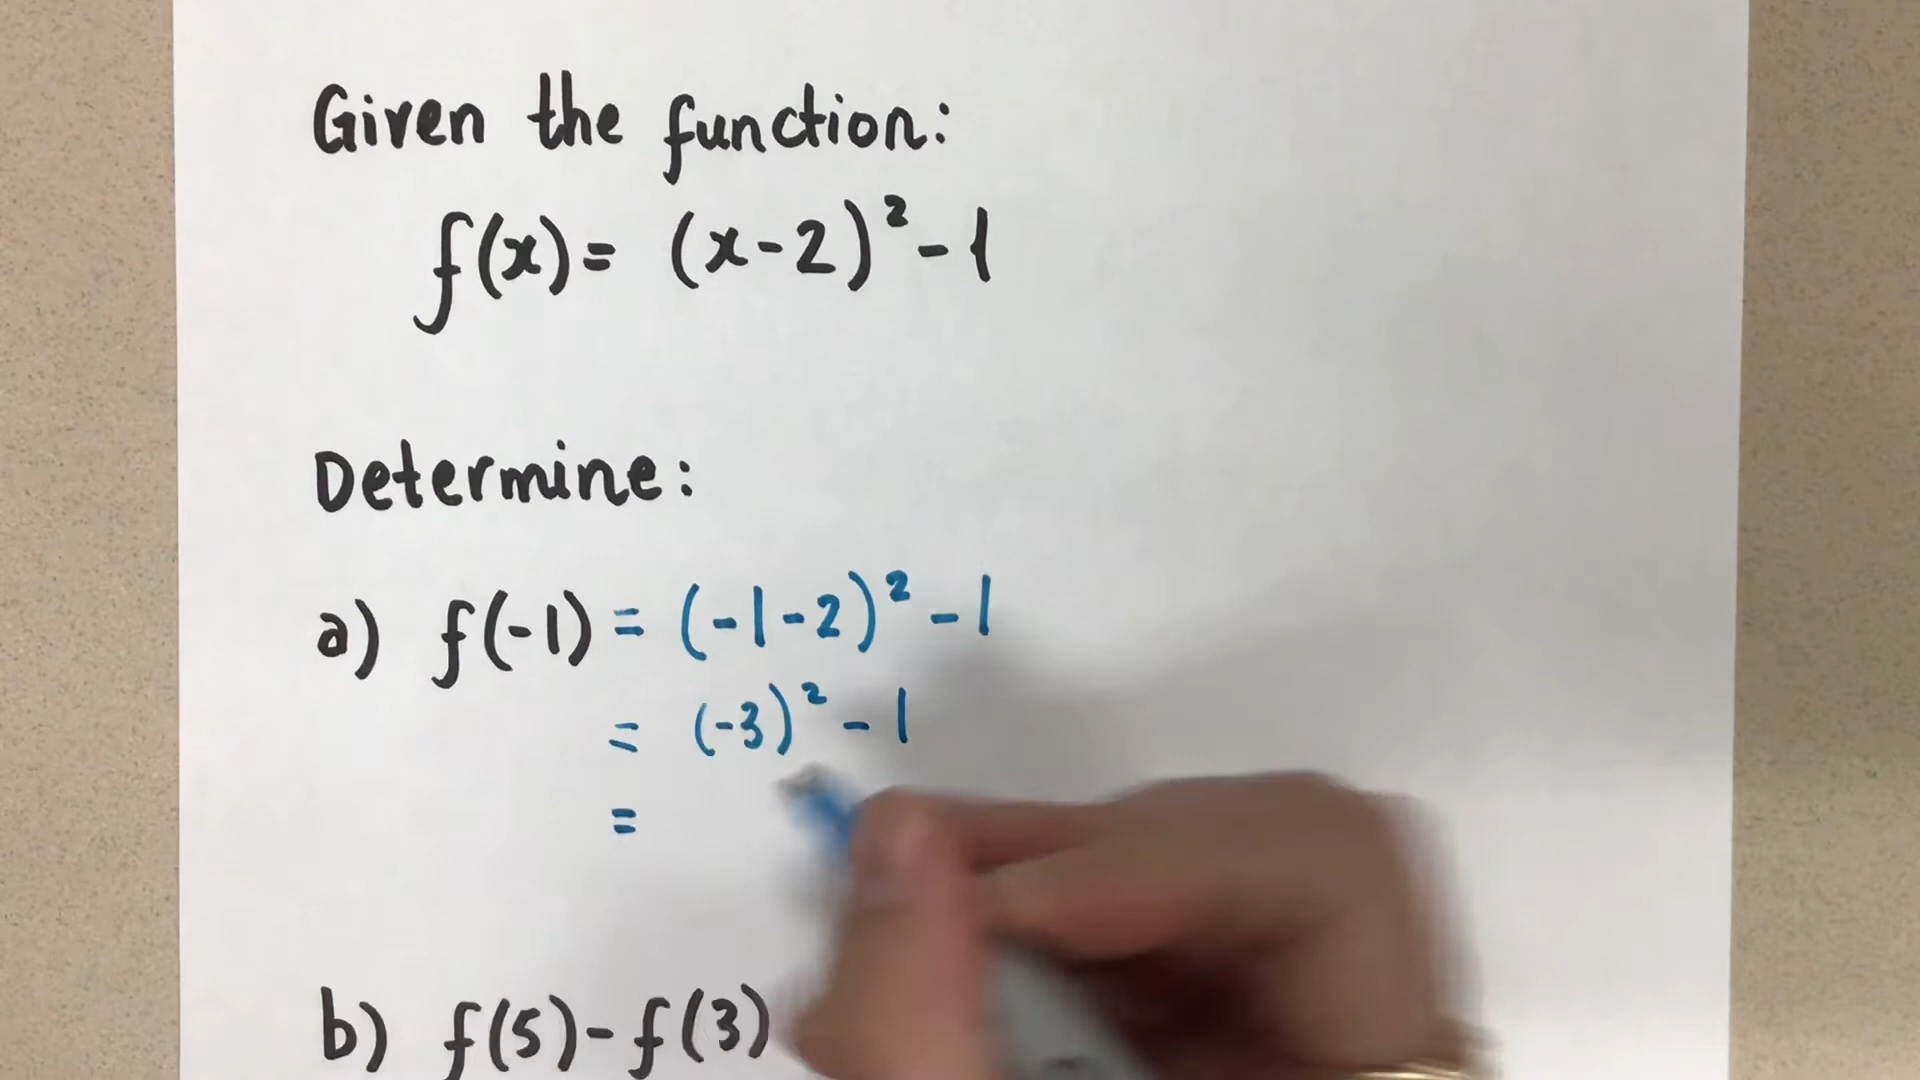 Given the function:
f(x) = (x-2)² - 1
Determine:
a) f(-1) = (-1-2)² - 1
= (-3)² - 1
=
b) f(5) - f(3)